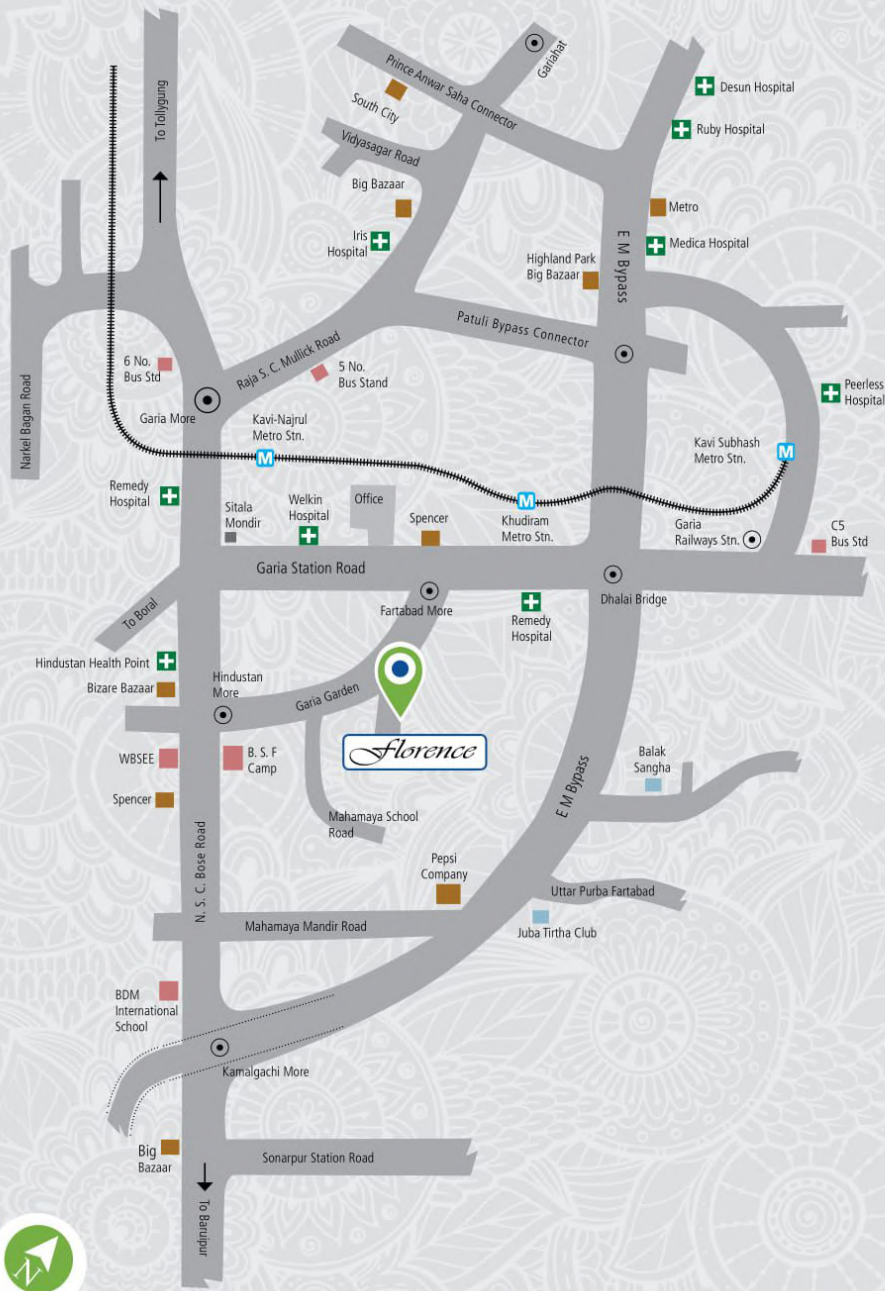 To Tollygung
Prince Anwar Saha Connector
Gariahat
South City
Vidyasagar Road
Desun Hospital
Ruby Hospital
Big Bazaar
Iris
Hospital
Metro
Medica Hospital
E M Bypass
Highland Park
Big Bazaar
Patuli Bypass Connector
Raja S. C. Mullick Road
6 No.
Bus Std
5 No.
Bus Stand
Narkel Bagan Road
Garia More
Peerless
Hospital
Kavi-Najrul
Metro Stn.
M
Kavi Subhash
Metro Stn.
M
Remedy
Hospital
Sitala
Mondir
Welkin
Hospital
Office
Spencer
M
Khudiram
Metro Stn.
Garia
Railways Stn.
C5
Bus Std
Garia Station Road
To Boral
Fartabad More
Remedy
Hospital
Dhalai Bridge
Hindustan Health Point
Bizare Bazaar
Hindustan
More
Garia Garden
Florence
WBSEE
B. S. F
Camp
Spencer
Balak
Sangha
E M Bypass
Mahamaya School
Road
N. S. C. Bose Road
Pepsi
Company
Uttar Purba Fartabad
Mahamaya Mandir Road
Juba Tirtha Club
BDM
International
School
Kamalgachi More
Big
Bazaar
Sonarpur Station Road
To Baruipur
N